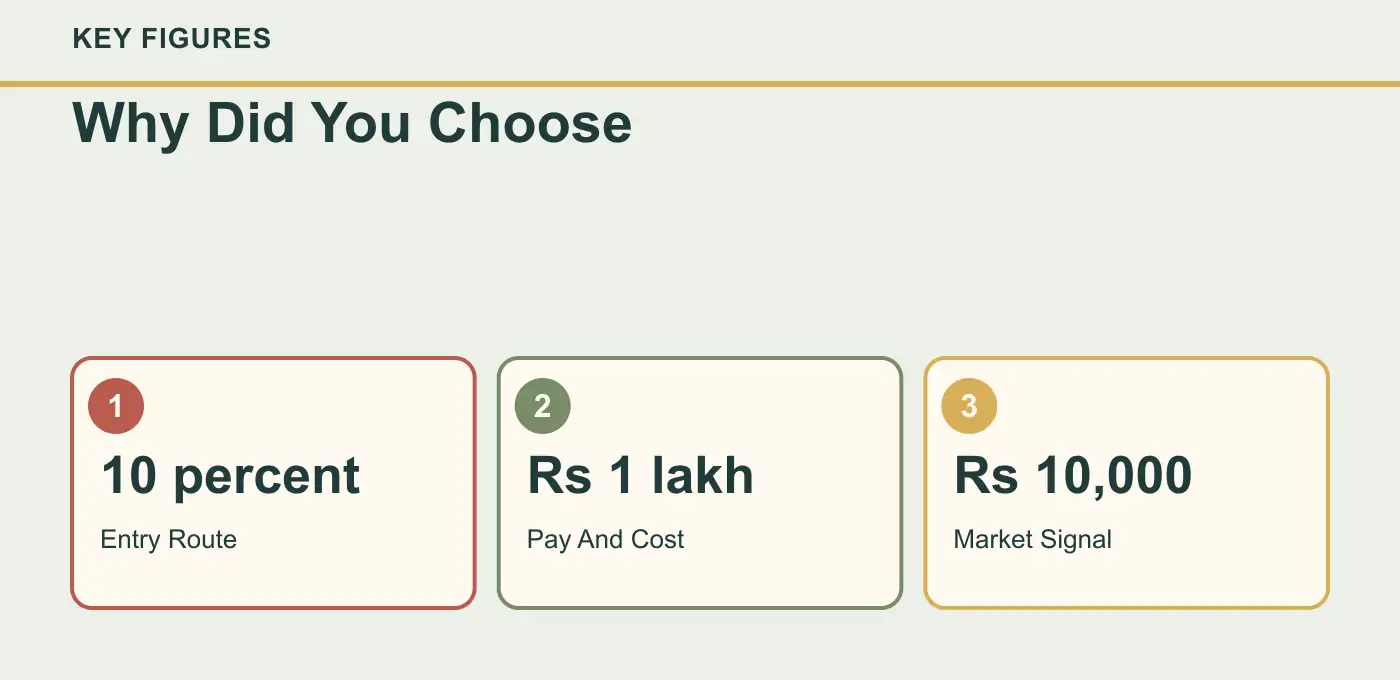 KEY FIGURES
Why Did You Choose
1
10 percent
Entry Route
2
Rs 1 lakh
Pay And Cost
3
Rs 10,000
Market Signal